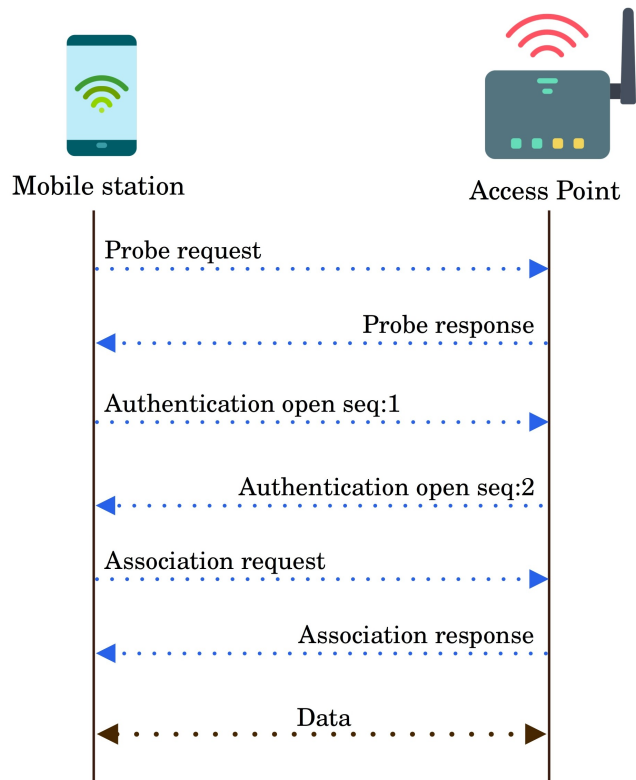 Mobile station
Access Point
Probe request
Probe response
Authentication open seq:1
Authentication open seq:2
Association request
Association response
Data